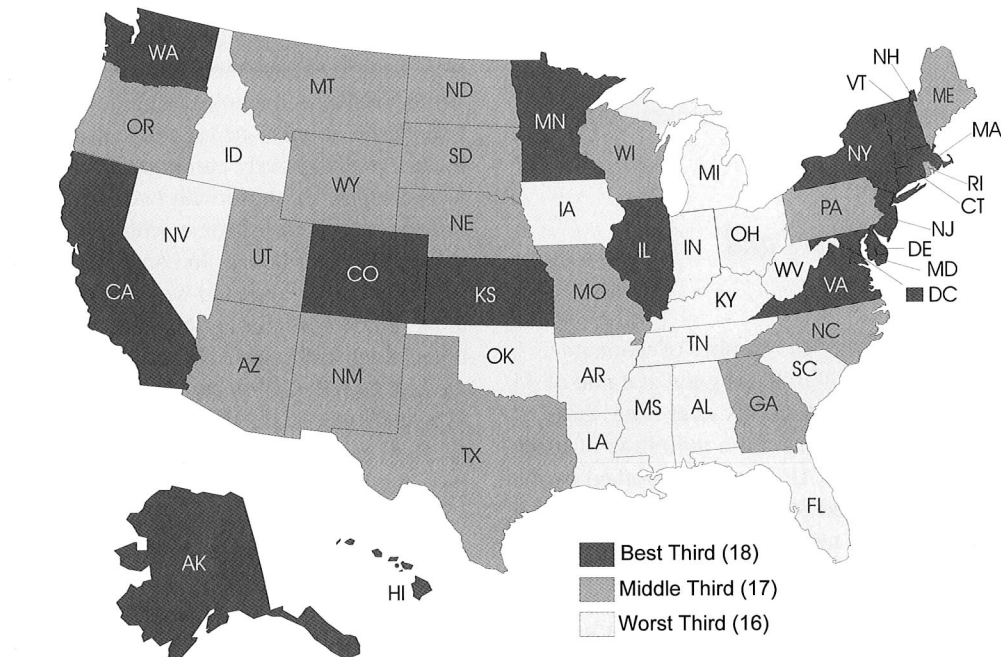 WA
NH
VT
ME
MT
ND
MN
OR
MA
ID
SD
WI
NY
WY
MI
RI
CT
IA
PA
NE
NJ
NV
OH
IL
IN
DE
UT
CO
WV
MD
CA
KS
MO
VA
DC
KY
NC
TN
AZ
NM
OK
AR
SC
MS
AL
GA
TX
LA
FL
Best Third (18)
AK
HI
Middle Third (17)
Worst Third (16)